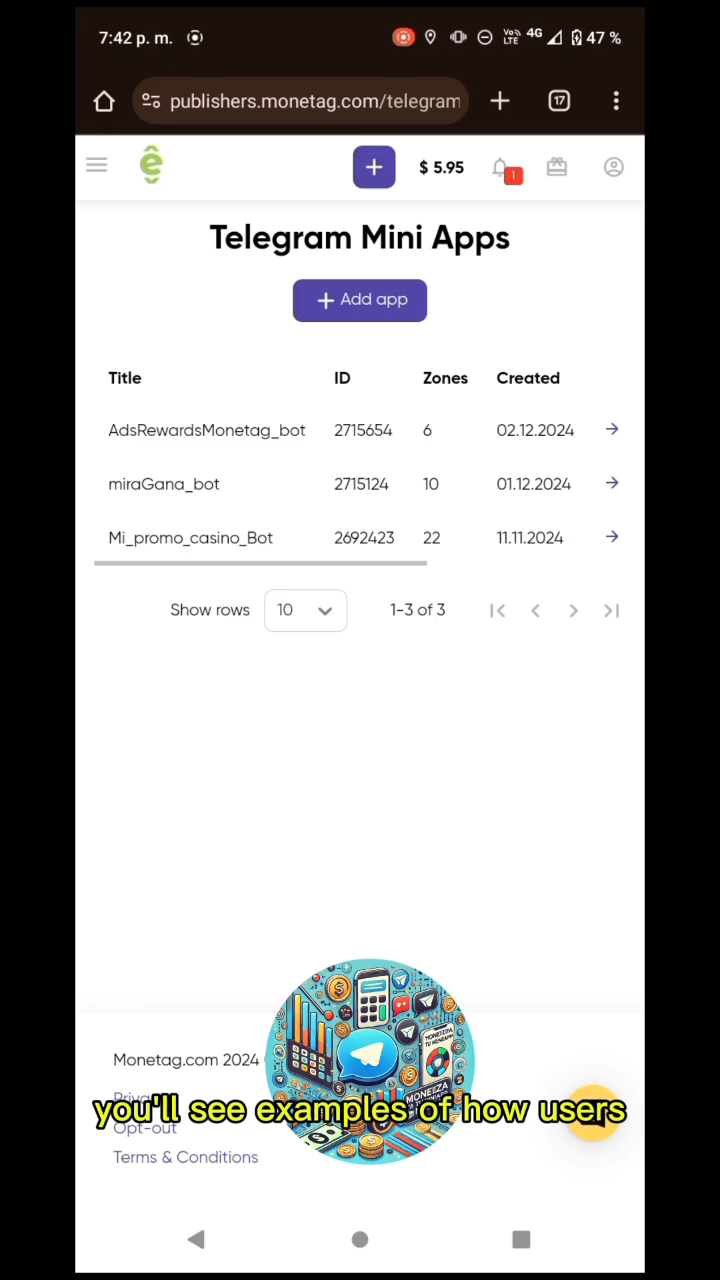 7:42 p. m.
Vo)) LTE 4G 47 %
publishers.monetag.com/telegram
17
$ 5.95
1
Telegram Mini Apps
+ Add app
Title ID Zones Created
AdsRewardsMonetag_bot 2715654 6 02.12.2024
miraGana_bot 2715124 10 01.12.2024
Mi_promo_casino_Bot 2692423 22 11.11.2024
Show rows 10 1-3 of 3
Monetag.com 2024
you'll see examples of how users
Opt-out
Terms & Conditions